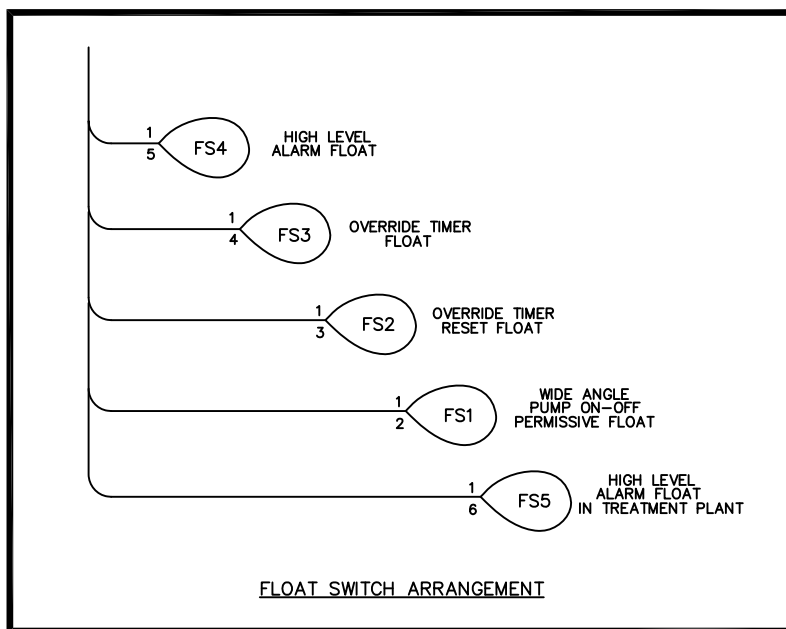 1
5
FS4
HIGH LEVEL
ALARM FLOAT
1
4
FS3
OVERRIDE TIMER
FLOAT
1
3
FS2
OVERRIDE TIMER
RESET FLOAT
1
2
FS1
WIDE ANGLE
PUMP ON-OFF
PERMISSIVE FLOAT
1
6
FS5
HIGH LEVEL
ALARM FLOAT
IN TREATMENT PLANT
FLOAT SWITCH ARRANGEMENT